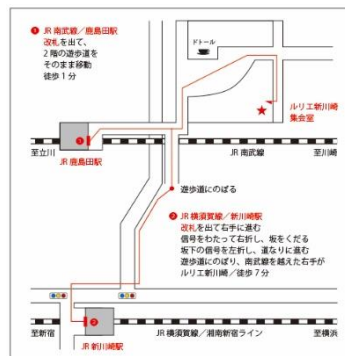 ❶ JR 南武線／鹿島田駅
改札を出て、
2階の遊歩道を
そのまま移動
徒歩1分
ドトール
ルリエ新川崎
集会室
❶
至立川
JR 南武線
至川崎
JR 鹿島田駅
遊歩道にのぼる
❷ JR 横須賀線／新川崎駅
改札を出て右手に進む
信号をわたって右折し、坂をくだる
坂下の信号を左折し、道なりに進む
遊歩道にのぼり、南武線を越えた右手が
ルリエ新川崎／徒歩7分
❷
至新宿
JR 横須賀線／湘南新宿ライン
至横浜
JR 新川崎駅